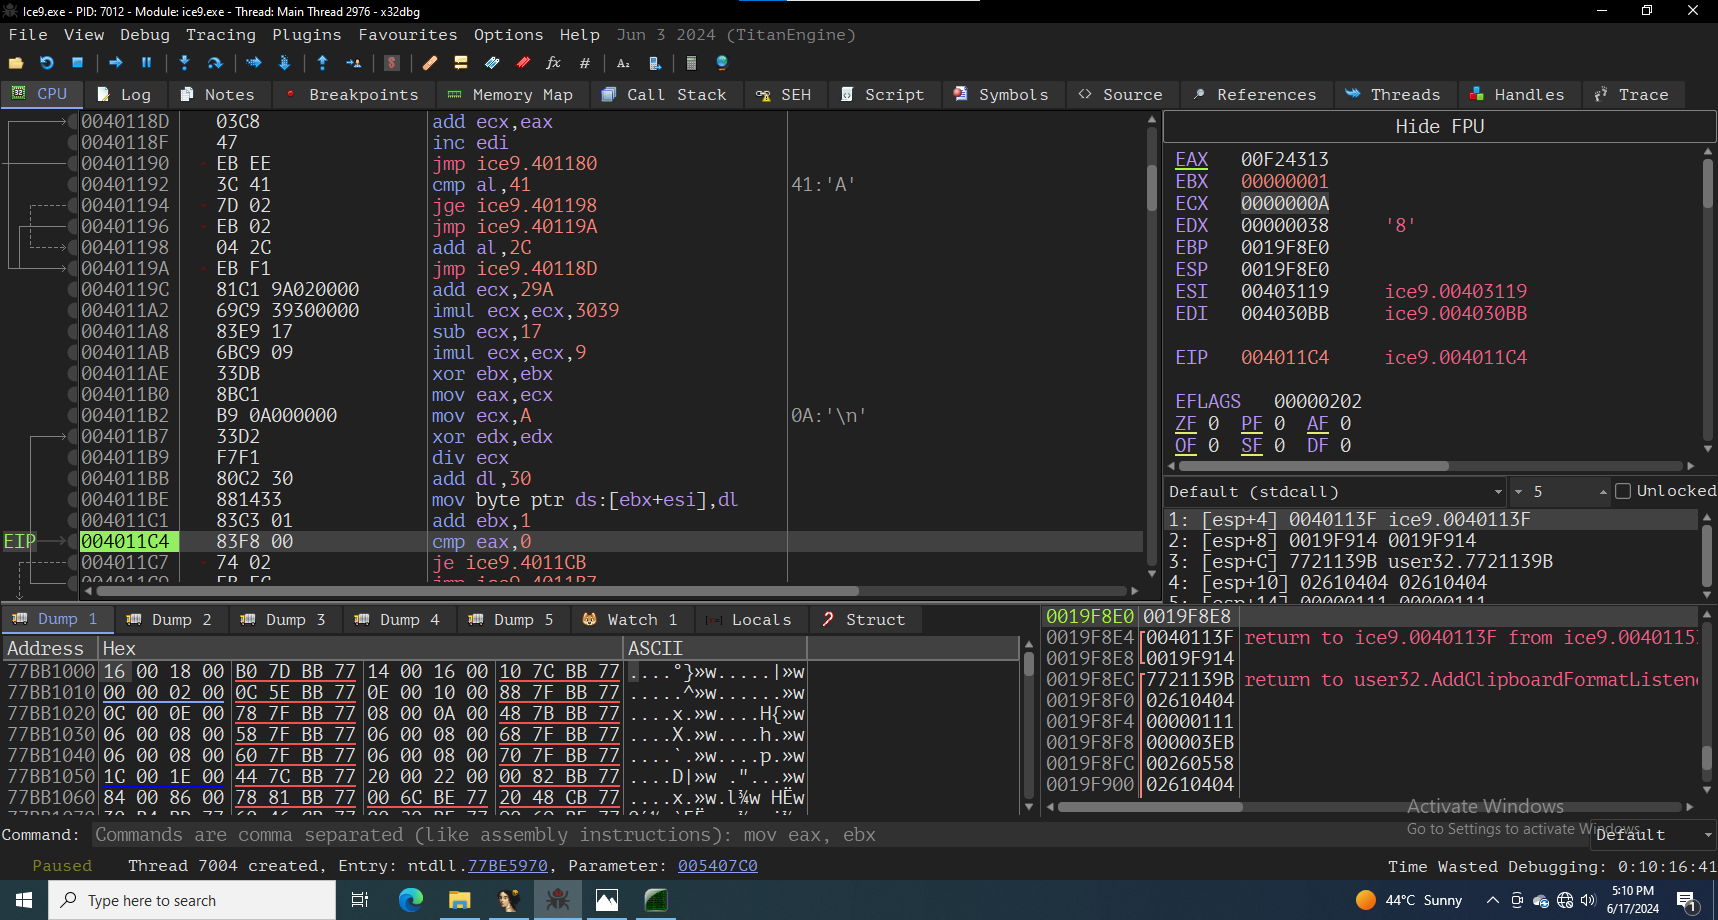 Ice9.exe - PID: 7012 - Module: ice9.exe - Thread: Main Thread 2976 - x32dbg
File View Debug Tracing Plugins Favourites Options Help Jun 3 2024 (TitanEngine)
CPU Log Notes Breakpoints Memory Map Call Stack SEH Script Symbols Source References Threads Handles Trace
0040118D 03C8 add ecx,eax
0040118F 47 inc edi
00401190 EB EE jmp ice9.401180
00401192 3C 41 cmp al,41 41:'A'
00401194 7D 02 jge ice9.401198
00401196 EB 02 jmp ice9.40119A
00401198 04 2C add al,2C
0040119A EB F1 jmp ice9.40118D
0040119C 81C1 9A020000 add ecx,29A
004011A2 69C9 39300000 imul ecx,ecx,3039
004011A8 83E9 17 sub ecx,17
004011AB 6BC9 09 imul ecx,ecx,9
004011AE 33DB xor ebx,ebx
004011B0 8BC1 mov eax,ecx
004011B2 B9 0A000000 mov ecx,A 0A:'\n'
004011B7 33D2 xor edx,edx
004011B9 F7F1 div ecx
004011BB 80C2 30 add dl,30
004011BE 881433 mov byte ptr ds:[ebx+esi],dl
004011C1 83C3 01 add ebx,1
EIP 004011C4 83F8 00 cmp eax,0
004011C7 74 02 je ice9.4011CB
004011C9 EB EC jmp ice9.4011B7
Hide FPU
EAX 00F24313
EBX 00000001
ECX 0000000A
EDX 00000038 '8'
EBP 0019F8E0
ESP 0019F8E0
ESI 00403119 ice9.00403119
EDI 004030BB ice9.004030BB
EIP 004011C4 ice9.004011C4
EFLAGS 00000202
ZF 0 PF 0 AF 0
OF 0 SF 0 DF 0
Default (stdcall) 5 Unlocked
1: [esp+4] 0040113F ice9.0040113F
2: [esp+8] 0019F914 0019F914
3: [esp+C] 7721139B user32.7721139B
4: [esp+10] 02610404 02610404
5: [esp+14] 00000111 00000111
Dump 1 Dump 2 Dump 3 Dump 4 Dump 5 Watch 1 Locals Struct
Address Hex ASCII
77BB1000 16 00 18 00 B0 7D BB 77 14 00 16 00 10 7C BB 77 ....°}»w.....|»w
77BB1010 00 00 02 00 0C 5E BB 77 0E 00 10 00 88 7F BB 77 .....^»w......»w
77BB1020 0C 00 0E 00 78 7F BB 77 08 00 0A 00 48 7B BB 77 ....x.»w....H{»w
77BB1030 06 00 08 00 58 7F BB 77 06 00 08 00 68 7F BB 77 ....X.»w....h.»w
77BB1040 06 00 08 00 60 7F BB 77 06 00 08 00 70 7F BB 77 ....`.»w....p.»w
77BB1050 1C 00 1E 00 44 7C BB 77 20 00 22 00 00 82 BB 77 ....D|»w ."...»w
77BB1060 84 00 86 00 78 81 BB 77 00 6C BE 77 20 48 CB 77 ....x.»w.l¾w HËw
0019F8E0 0019F8E8
0019F8E4 0040113F return to ice9.0040113F from ice9.0040115
0019F8E8 0019F914
0019F8EC 7721139B return to user32.AddClipboardFormatListen
0019F8F0 02610404
0019F8F4 00000111
0019F8F8 000003EB
0019F8FC 00260558
0019F900 02610404
Activate Windows
Go to Settings to activate Windows.
Command: Commands are comma separated (like assembly instructions): mov eax, ebx Default
Paused Thread 7004 created, Entry: ntdll.77BE5970, Parameter: 005407C0 Time Wasted Debugging: 0:10:16:41
Type here to search 44°C Sunny 5:10 PM
6/17/2024 1